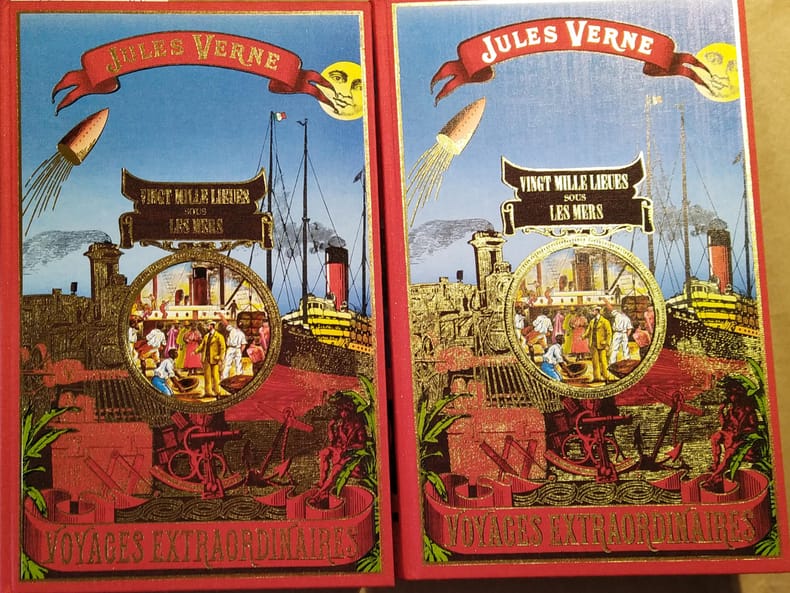 JULES VERNE
VINGT MILLE LIEUES
SOUS
LES MERS
VOYAGES EXTRAORDINAIRES
JULES VERNE
VINGT MILLE LIEUES
SOUS
LES MERS
VOYAGES EXTRAORDINAIRES